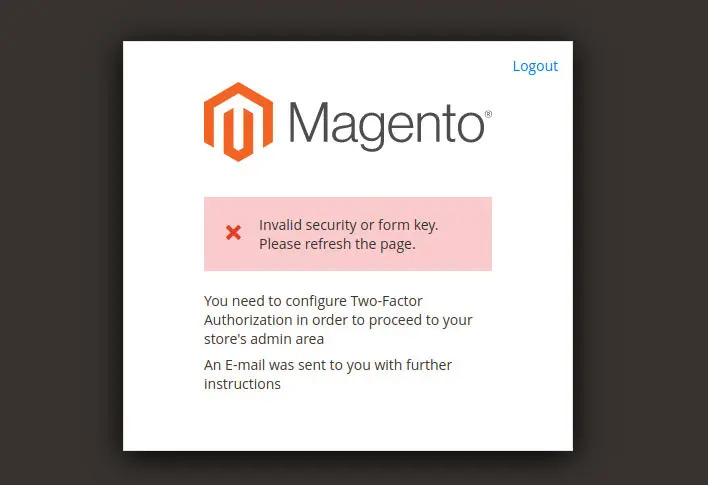 Logout
Magento®
Invalid security or form key.
Please refresh the page.
You need to configure Two-Factor
Authorization in order to proceed to your
store's admin area
An E-mail was sent to you with further
instructions